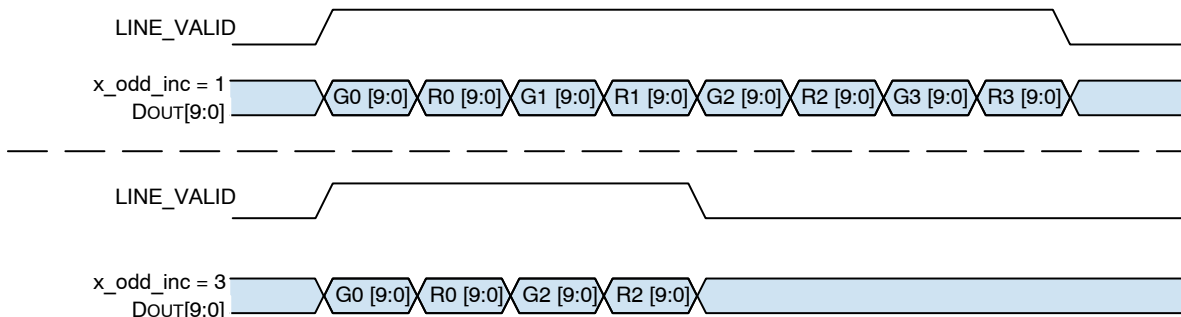 LINE_VALID
x_odd_inc = 1
DOUT[9:0]
G0 [9:0] R0 [9:0] G1 [9:0] R1 [9:0] G2 [9:0] R2 [9:0] G3 [9:0] R3 [9:0]
LINE_VALID
x_odd_inc = 3
DOUT[9:0]
G0 [9:0] R0 [9:0] G2 [9:0] R2 [9:0]